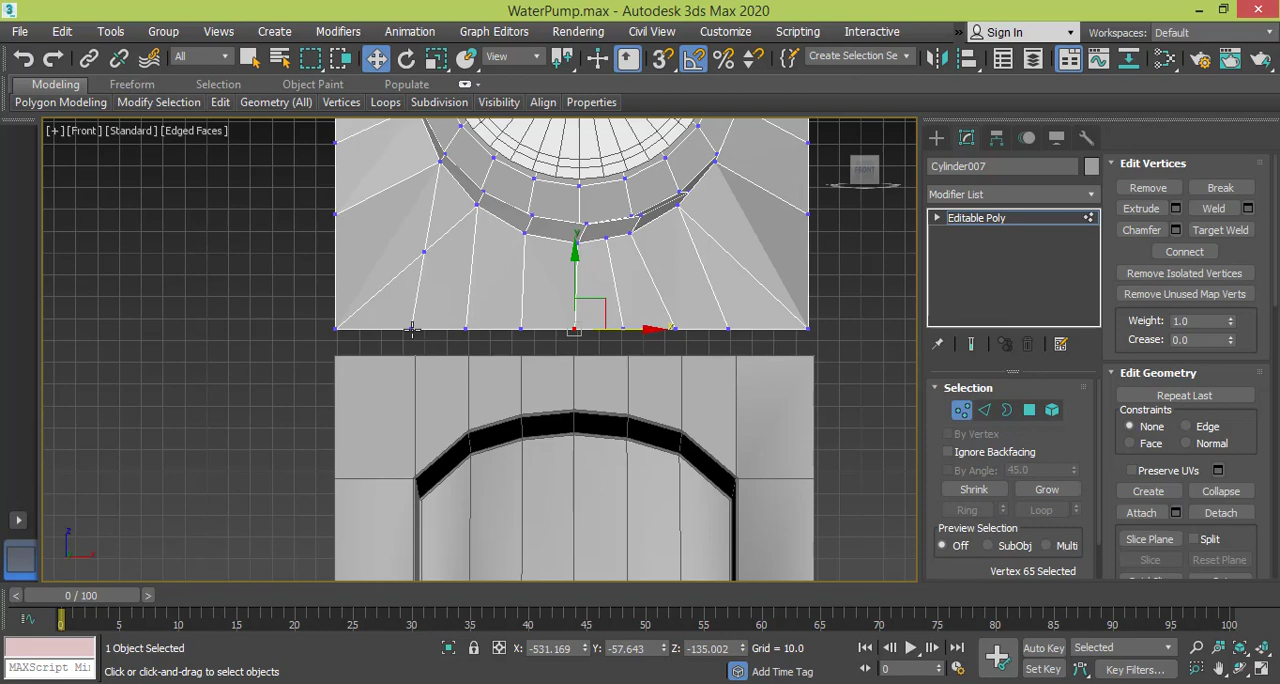 WaterPump.max - Autodesk 3ds Max 2020
File Edit Tools Group Views Create Modifiers Animation Graph Editors Rendering Civil View Customize Scripting Interactive » Sign In Workspaces: Default
All View Create Selection Se
Modeling Freeform Selection Object Paint Populate
Polygon Modeling Modify Selection Edit Geometry (All) Vertices Loops Subdivision Visibility Align Properties
[+] [Front] [Standard] [Edged Faces]
FRONT
y
z
x
Cylinder007
Modifier List
Editable Poly
Selection
By Vertex
Ignore Backfacing
By Angle: 45.0
Shrink Grow
Ring Loop
Preview Selection
Off SubObj Multi
Vertex 65 Selected
Edit Vertices
Remove Break
Extrude Weld
Chamfer Target Weld
Connect
Remove Isolated Vertices
Remove Unused Map Verts
Weight: 1.0
Crease: 0.0
Edit Geometry
Repeat Last
Constraints
None Edge
Face Normal
Preserve UVs
Create Collapse
Attach Detach
Slice Plane Split
Slice Reset Plane
< 0 / 100 >
0 5 10 15 20 25 30 35 40 45 50 55 60 65 70 75 80 85 90 95 100
1 Object Selected X: -531.169 Y: -57.643 Z: -135.002 Grid = 10.0 Auto Key Selected
MAXScript Mi Click or click-and-drag to select objects Add Time Tag 0 Set Key Key Filters...